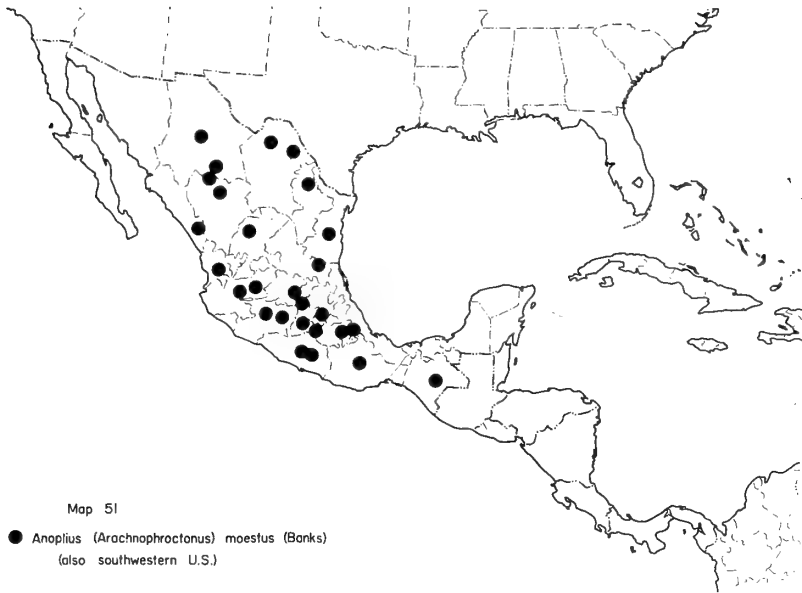 Map 51
Anoplius (Arachnophroctonus) moestus (Banks)
(also southwestern U.S.)